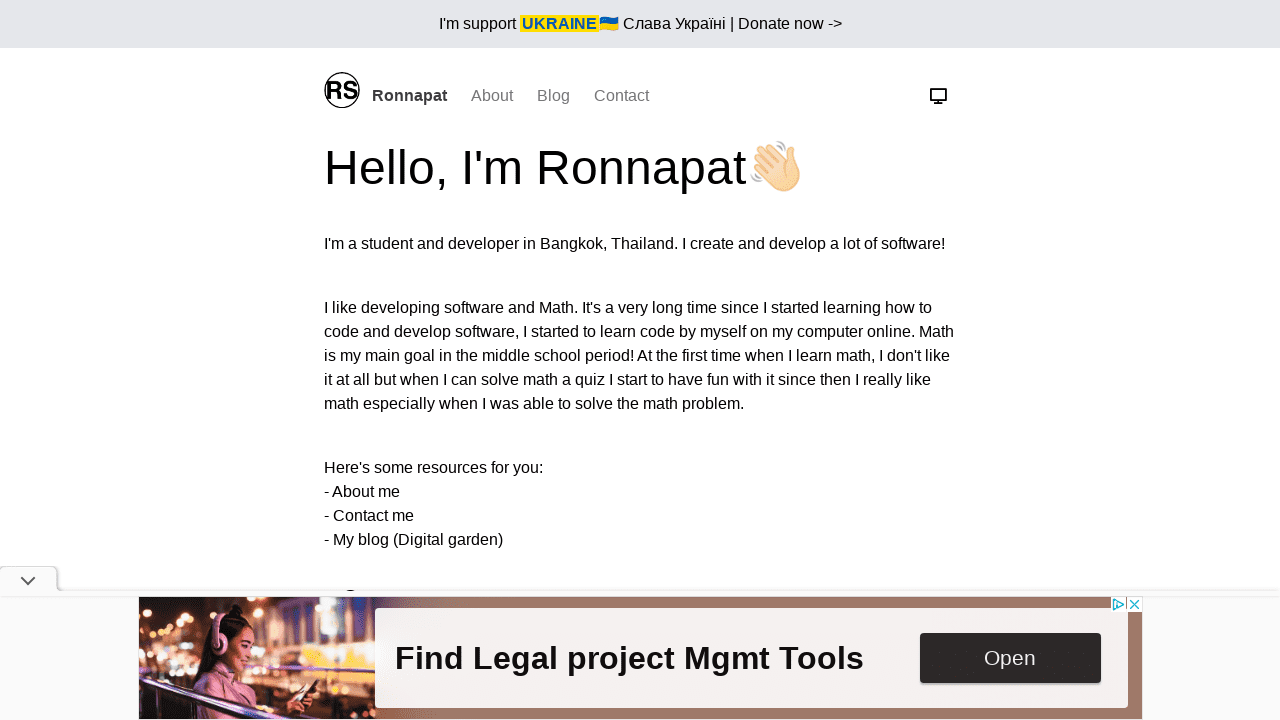 I'm support UKRAINE🇺🇦 Слава Україні | Donate now ->
RS Ronnapat About Blog Contact
Hello, I'm Ronnapat👋🏻
I'm a student and developer in Bangkok, Thailand. I create and develop a lot of software!
I like developing software and Math. It's a very long time since I started learning how to
code and develop software, I started to learn code by myself on my computer online. Math
is my main goal in the middle school period! At the first time when I learn math, I don't like
it at all but when I can solve math a quiz I start to have fun with it since then I really like
math especially when I was able to solve the math problem.
Here's some resources for you:
- About me
- Contact me
- My blog (Digital garden)
Find Legal project Mgmt Tools
Open